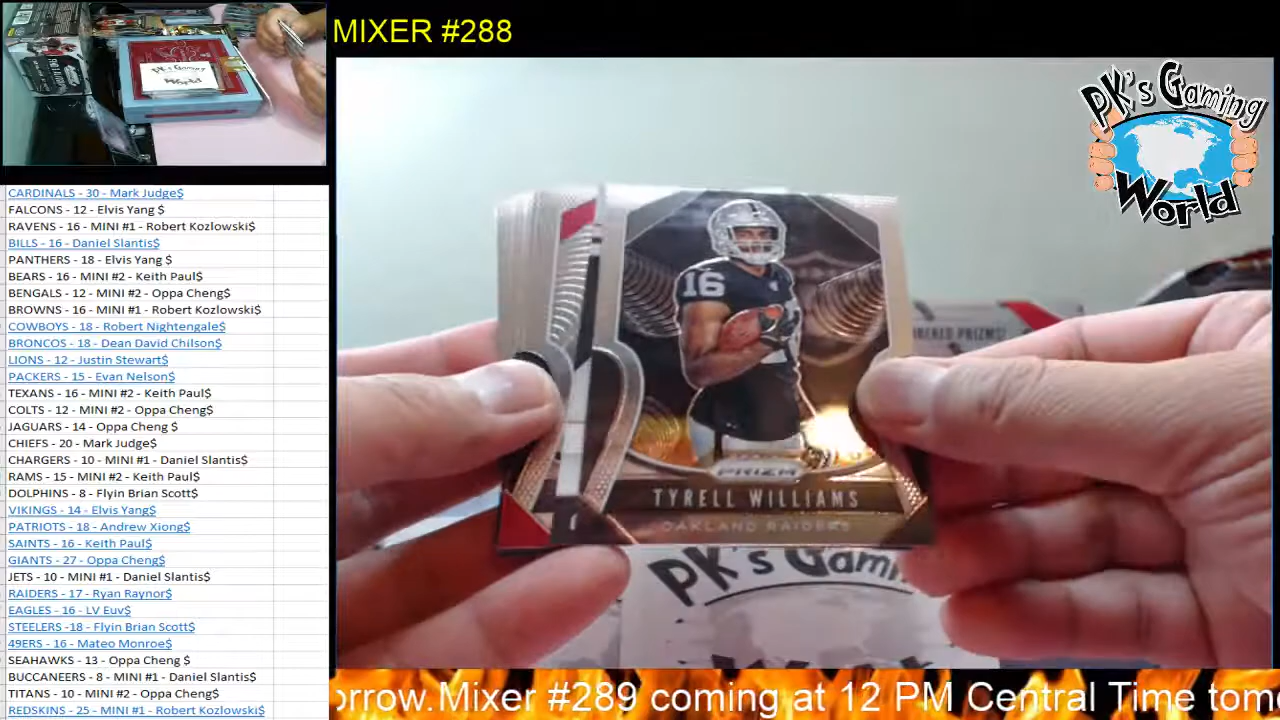 MIXER #288
PK's Gaming World
CARDINALS - 30 - Mark Judge$
FALCONS - 12 - Elvis Yang $
RAVENS - 16 - MINI #1 - Robert Kozlowski$
BILLS - 16 - Daniel Slantis$
PANTHERS - 18 - Elvis Yang $
BEARS - 16 - MINI #2 - Keith Paul$
BENGALS - 12 - MINI #2 - Oppa Cheng$
BROWNS - 16 - MINI #1 - Robert Kozlowski$
COWBOYS - 18 - Robert Nightengale$
BRONCOS - 18 - Dean David Chilson$
LIONS - 12 - Justin Stewart$
PACKERS - 15 - Evan Nelson$
TEXANS - 16 - MINI #2 - Keith Paul$
COLTS - 12 - MINI #2 - Oppa Cheng$
JAGUARS - 14 - Oppa Cheng $
CHIEFS - 20 - Mark Judge$
CHARGERS - 10 - MINI #1 - Daniel Slantis$
RAMS - 15 - MINI #2 - Keith Paul$
DOLPHINS - 8 - Flyin Brian Scott$
VIKINGS - 14 - Elvis Yang$
PATRIOTS - 18 - Andrew Xiong$
SAINTS - 16 - Keith Paul$
GIANTS - 27 - Oppa Cheng$
JETS - 10 - MINI #1 - Daniel Slantis$
RAIDERS - 17 - Ryan Raynor$
EAGLES - 16 - LV Euv$
STEELERS -18 - Flyin Brian Scott$
49ERS - 16 - Mateo Monroe$
SEAHAWKS - 13 - Oppa Cheng $
BUCCANEERS - 8 - MINI #1 - Daniel Slantis$
TITANS - 10 - MINI #2 - Oppa Cheng$
REDSKINS - 25 - MINI #1 - Robert Kozlowski$
16
PRIZM
TYRELL WILLIAMS
OAKLAND RAIDERS
PRIZMS!
PK's Gami
orrow.Mixer #289 coming at 12 PM Central Time tom